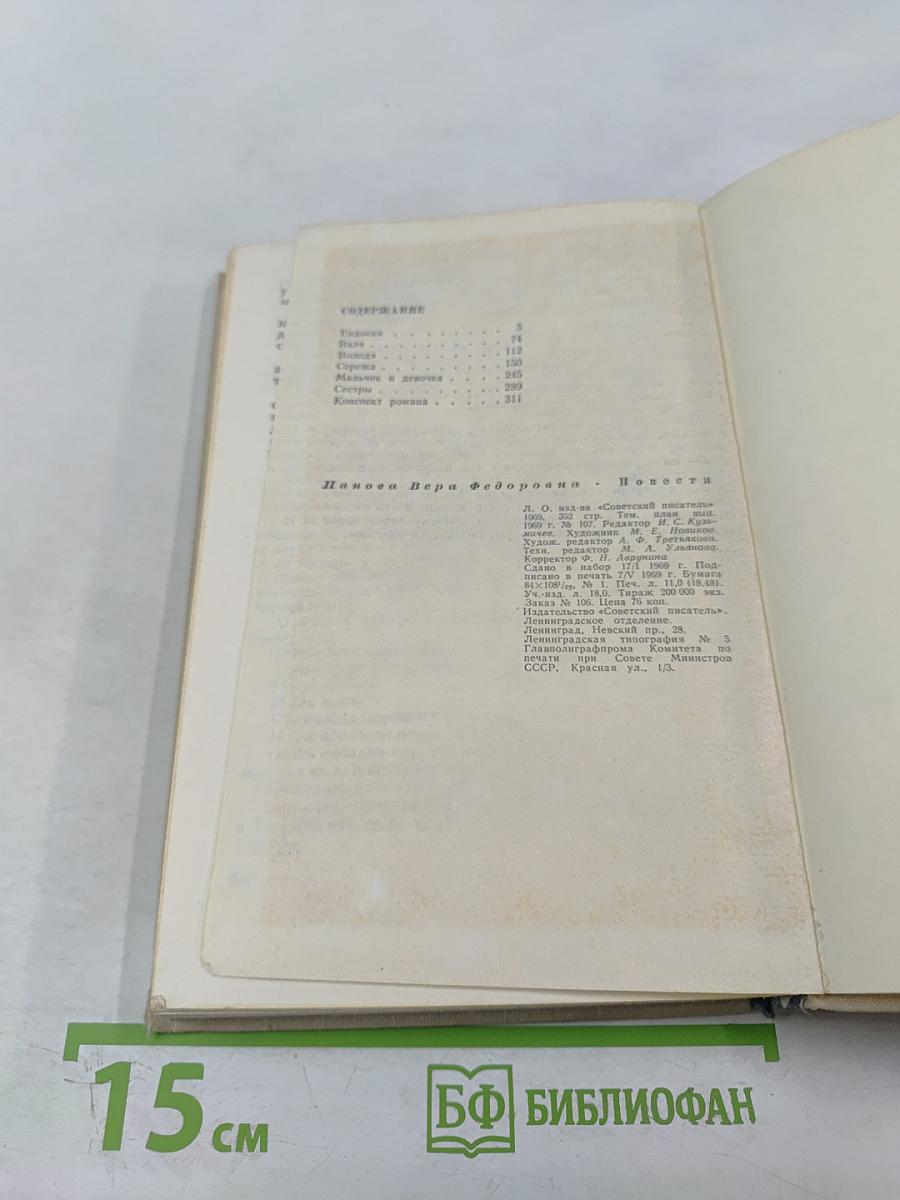 СОДЕРЖАНИЕ
Евдокия . . . . . . . . 3
Валя . . . . . . . . . . 74
Володя . . . . . . . . . 112
Сережа . . . . . . . . . 150
Мальчик и девочка . . . . 245
Сестры . . . . . . . . . 289
Конспект романа . . . . . 311
Панова Вера Федоровна · Повести
Л. О. изд-ва «Советский писатель»
1969, 352 стр. Тем. план вып.
1969 г. № 107. Редактор И. С. Кузь-
мичев. Художник М. Е. Новиков.
Худож. редактор А. Ф. Третьякова.
Техн. редактор М. А. Ульянова.
Корректор Ф. Н. Аврунина
Сдано в набор 17/I 1969 г. Под-
писано в печать 7/V 1969 г. Бумага
84×108¹/₃₂, № 1. Печ. л. 11,0 (18,48).
Уч.-изд. л. 18,0. Тираж 200 000 экз.
Заказ № 106. Цена 76 коп.
Издательство «Советский писатель».
Ленинградское отделение.
Ленинград, Невский пр., 28.
Ленинградская типография № 5
Главполиграфпрома Комитета по
печати при Совете Министров
СССР, Красная ул., 1/3.
15 см
БФ БИБЛИОФАН